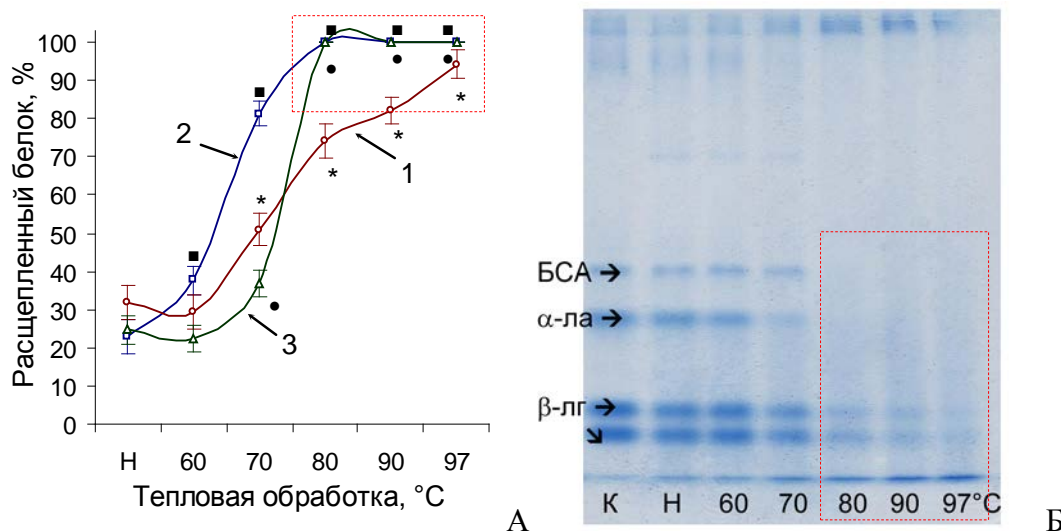 Расщепленный белок, %
100
90
80
70
60
50
40
30
20
10
0
2
1
3
*
*
*
*
Н 60 70 80 90 97
Тепловая обработка, °С
А
БСА →
α-ла →
β-лг →
К Н 60 70 80 90 97°С
Б